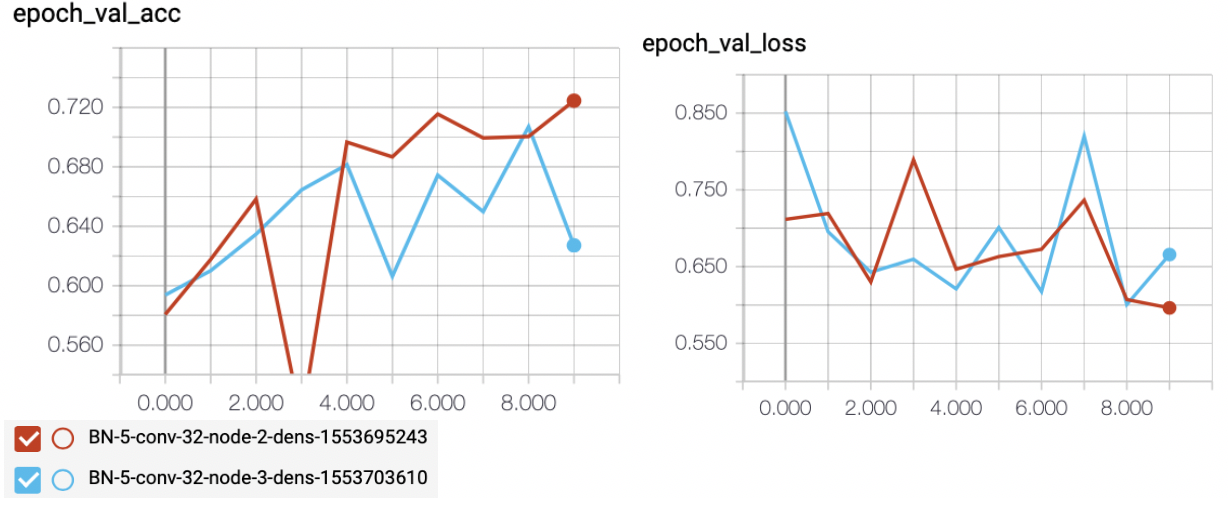 epoch_val_acc
0.720
0.680
0.640
0.600
0.560
0.000 2.000 4.000 6.000 8.000
BN-5-conv-32-node-2-dens-1553695243
BN-5-conv-32-node-3-dens-1553703610
epoch_val_loss
0.850
0.750
0.650
0.550
0.000 2.000 4.000 6.000 8.000